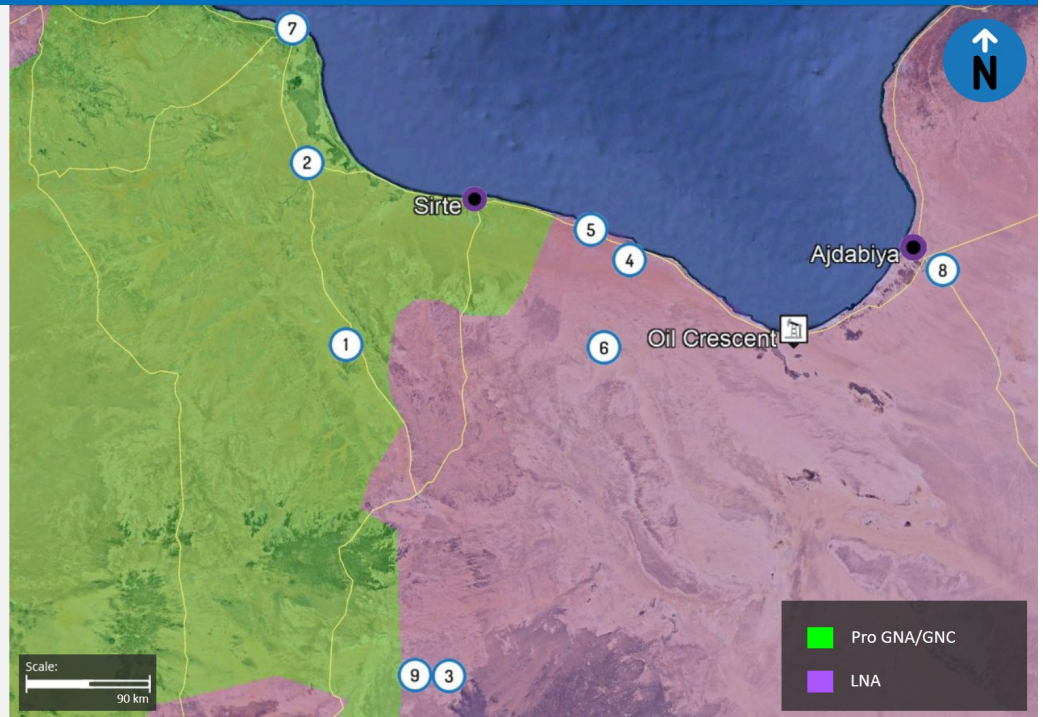 7
N
2
Sirte
5
4
Ajdabiya
8
1
6
Oil Crescent
Pro GNA/GNC
LNA
Scale:
90 km
9
3